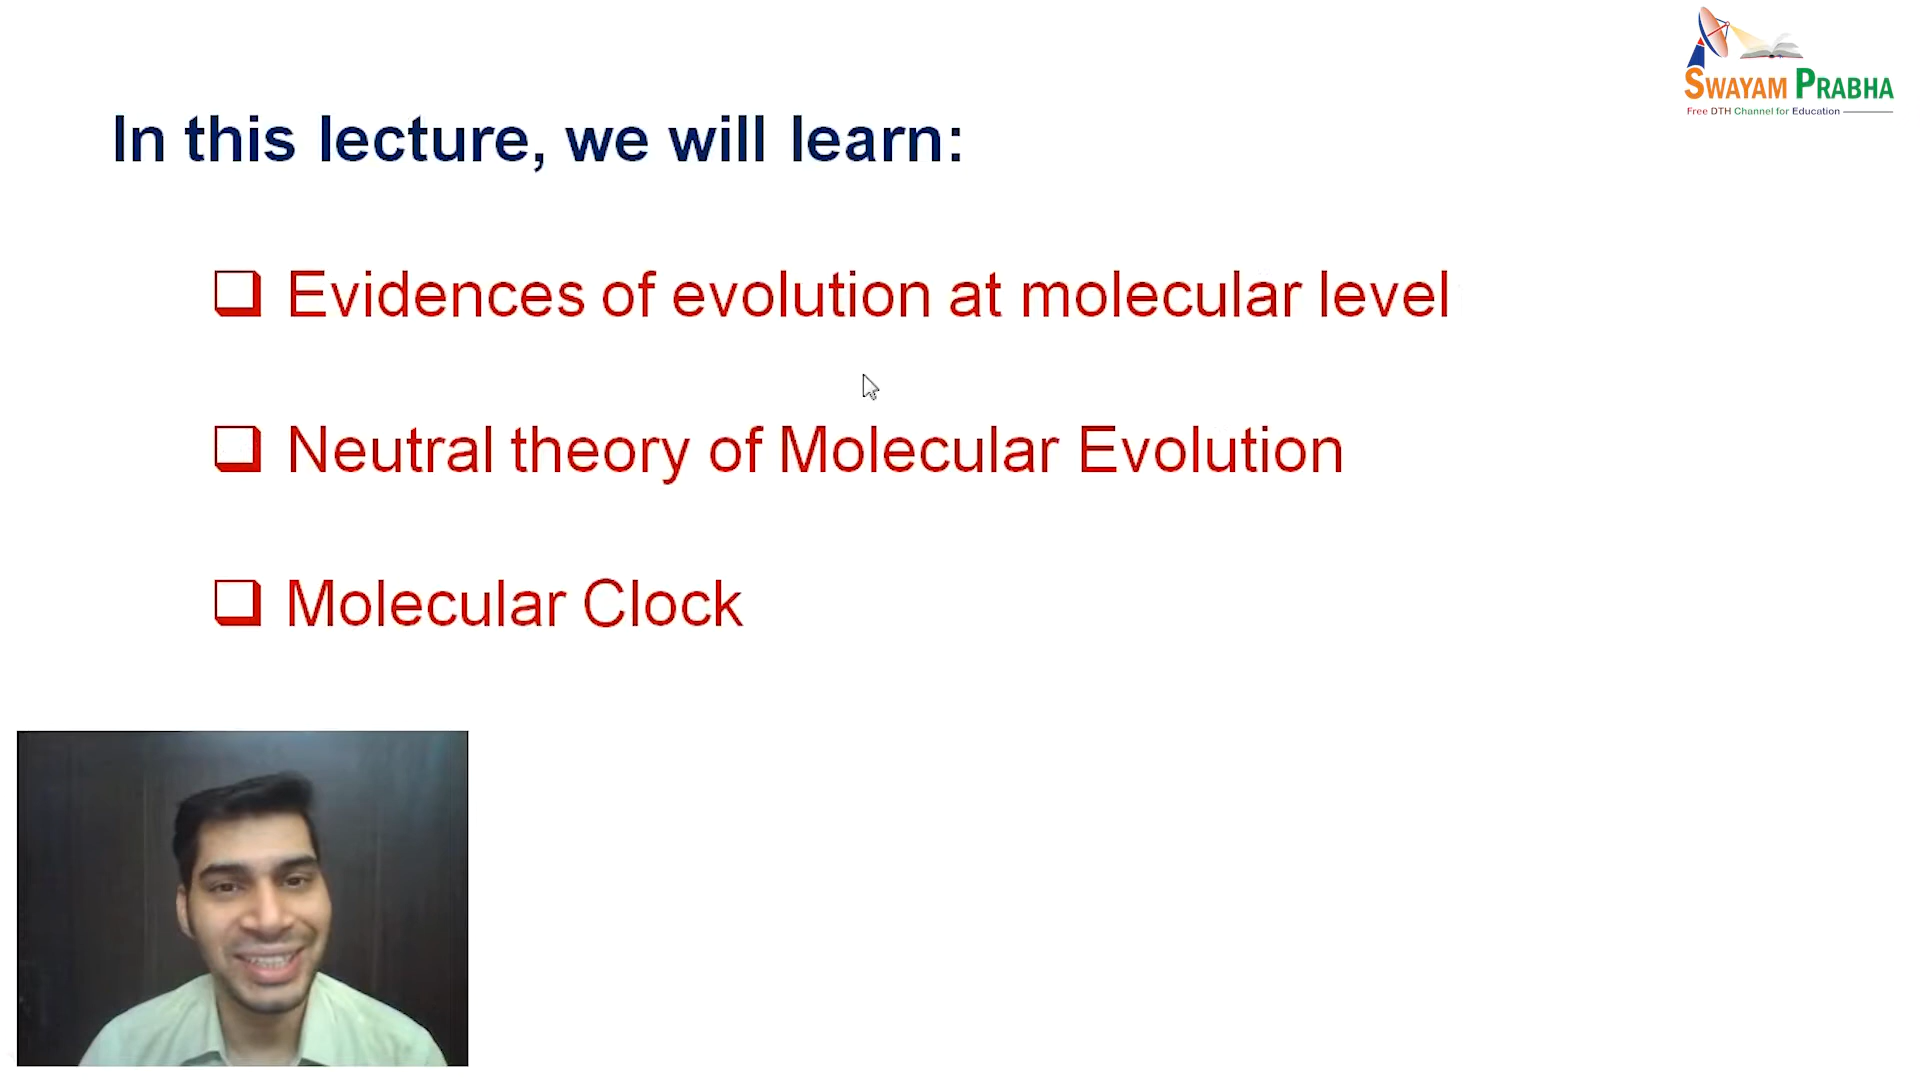 SWAYAM PRABHA
Free DTH Channel for Education
In this lecture, we will learn:
Evidences of evolution at molecular level
Neutral theory of Molecular Evolution
Molecular Clock